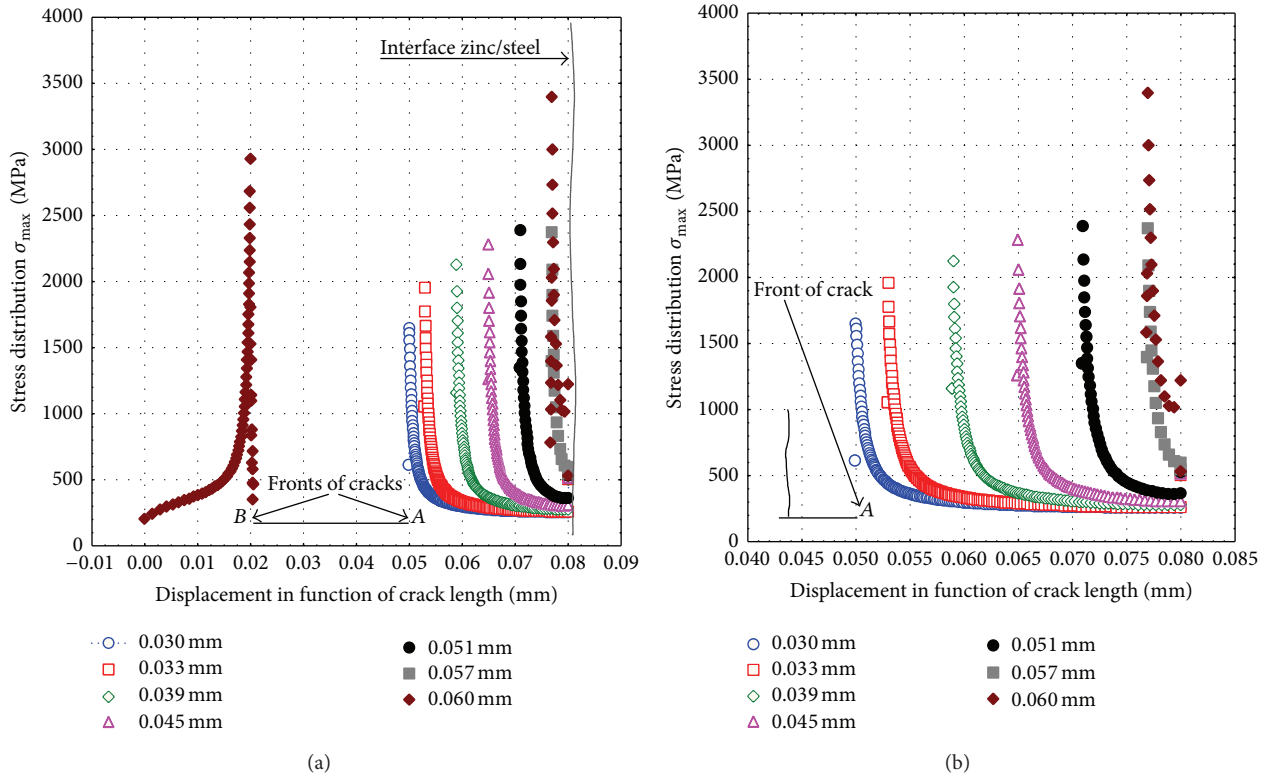 4000
3500
3000
2500
2000
1500
1000
500
0
Stress distribution σmax (MPa)
Interface zinc/steel
Fronts of cracks
B
A
−0.01
0.00
0.01
0.02
0.03
0.04
0.05
0.06
0.07
0.08
0.09
Displacement in function of crack length (mm)
0.030 mm
0.033 mm
0.039 mm
0.045 mm
0.051 mm
0.057 mm
0.060 mm
(a)
4000
3500
3000
2500
2000
1500
1000
500
0
Stress distribution σmax (MPa)
Front of crack
A
0.040
0.045
0.050
0.055
0.060
0.065
0.070
0.075
0.080
0.085
Displacement in function of crack length (mm)
0.030 mm
0.033 mm
0.039 mm
0.045 mm
0.051 mm
0.057 mm
0.060 mm
(b)